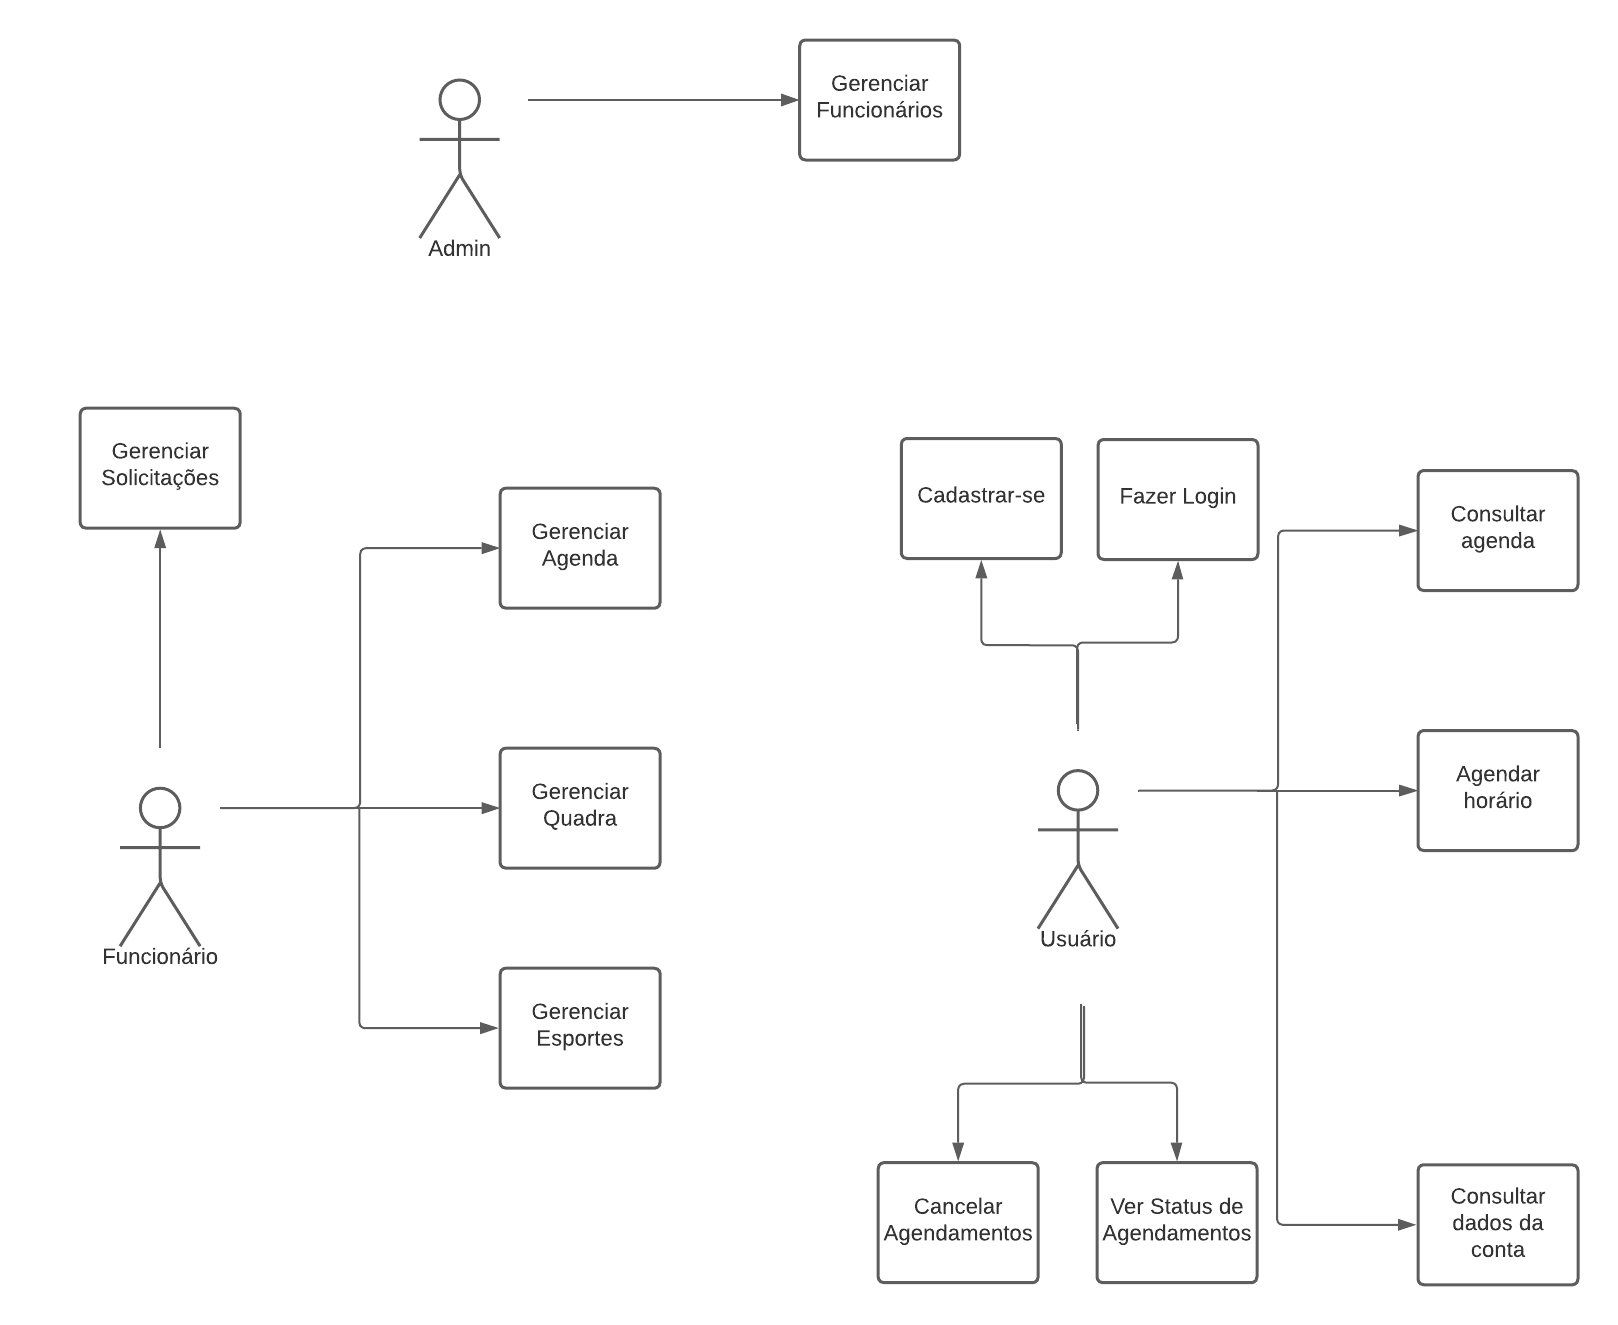 Gerenciar
Funcionários
Admin
Gerenciar
Solicitações
Gerenciar
Agenda
Gerenciar
Quadra
Funcionário
Gerenciar
Esportes
Cadastrar-se
Fazer Login
Consultar
agenda
Agendar
horário
Usuário
Cancelar
Agendamentos
Ver Status de
Agendamentos
Consultar
dados da
conta